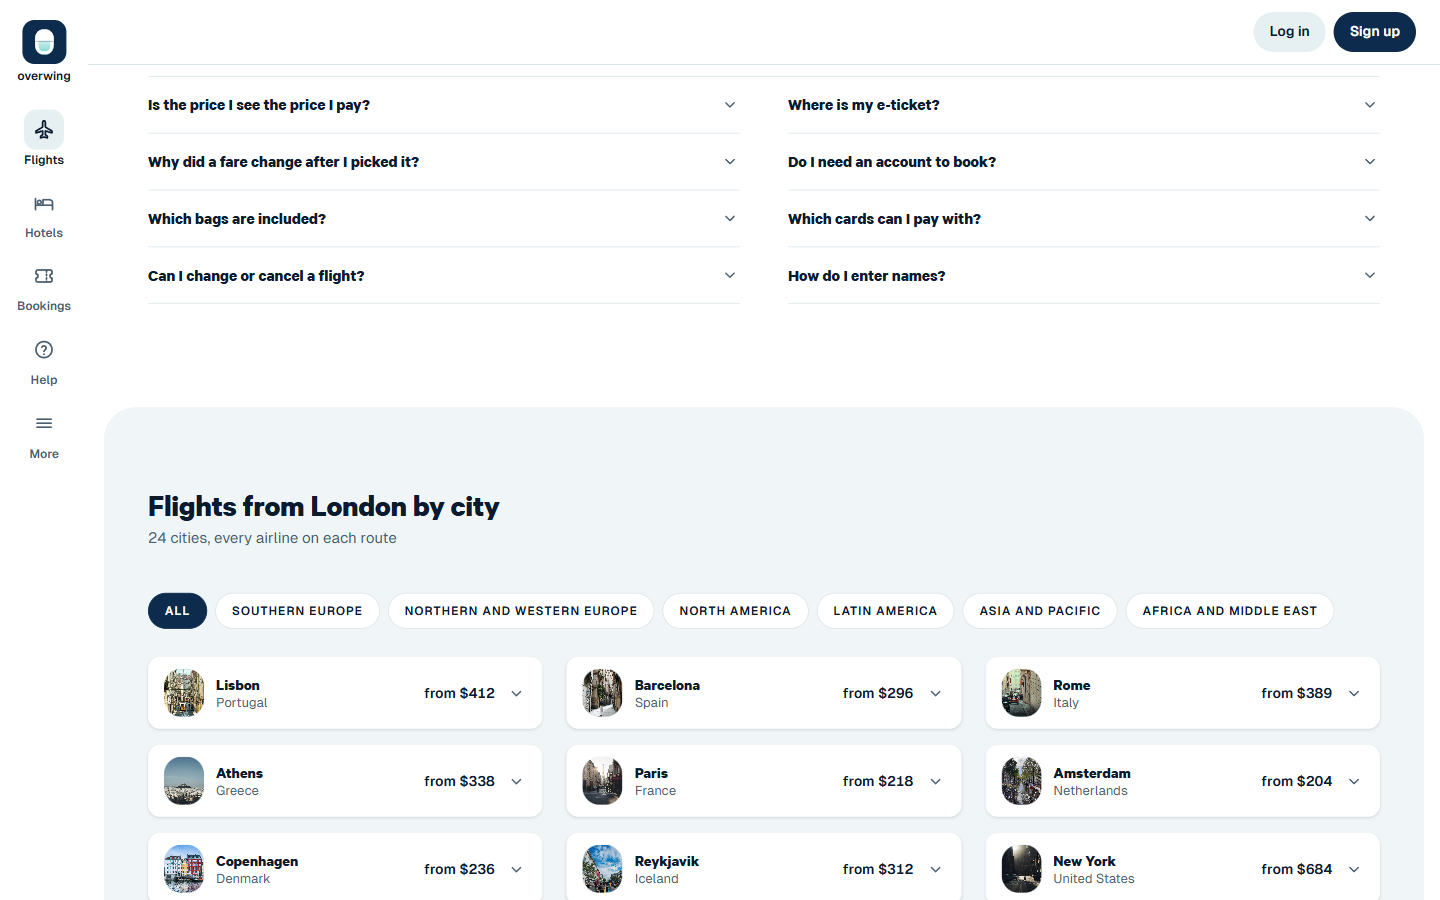 overwing
Flights
Hotels
Bookings
Help
More
Log in
Sign up
Is the price I see the price I pay?
Why did a fare change after I picked it?
Which bags are included?
Can I change or cancel a flight?
Where is my e-ticket?
Do I need an account to book?
Which cards can I pay with?
How do I enter names?
Flights from London by city
24 cities, every airline on each route
ALL
SOUTHERN EUROPE
NORTHERN AND WESTERN EUROPE
NORTH AMERICA
LATIN AMERICA
ASIA AND PACIFIC
AFRICA AND MIDDLE EAST
Lisbon
Portugal
from $412
Barcelona
Spain
from $296
Rome
Italy
from $389
Athens
Greece
from $338
Paris
France
from $218
Amsterdam
Netherlands
from $204
Copenhagen
Denmark
from $236
Reykjavik
Iceland
from $312
New York
United States
from $684